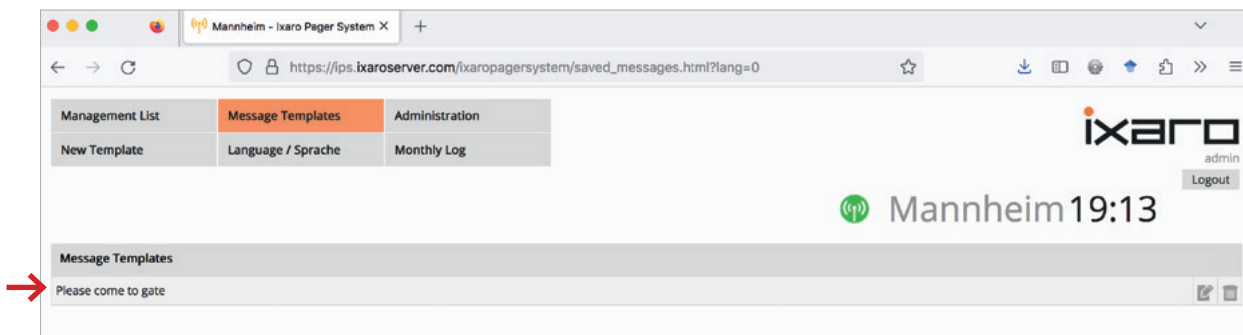 Mannheim - Ixaro Pager System
https://ips.ixaroserver.com/ixaropagersystem/saved_messages.html?lang=0
Management List Message Templates Administration
New Template Language / Sprache Monthly Log
ixaro
admin
Logout
Mannheim 19:13
Message Templates
Please come to gate